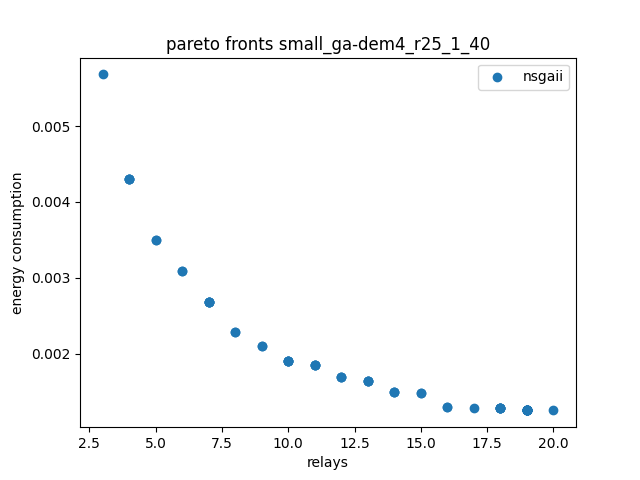 pareto fronts small_ga-dem4_r25_1_40
nsgaii
energy consumption
0.005
0.004
0.003
0.002
2.5 5.0 7.5 10.0 12.5 15.0 17.5 20.0
relays